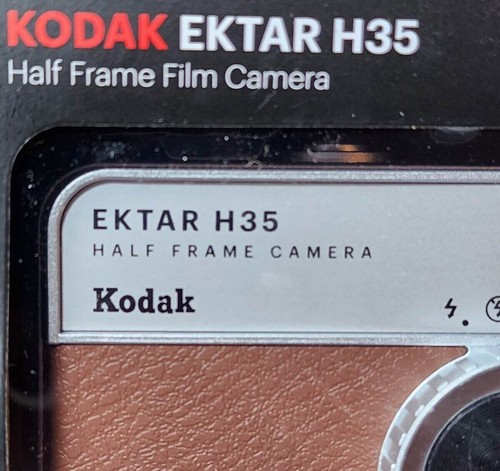 KODAK EKTAR H35
Half Frame Film Camera
EKTAR H35
HALF FRAME CAMERA
Kodak